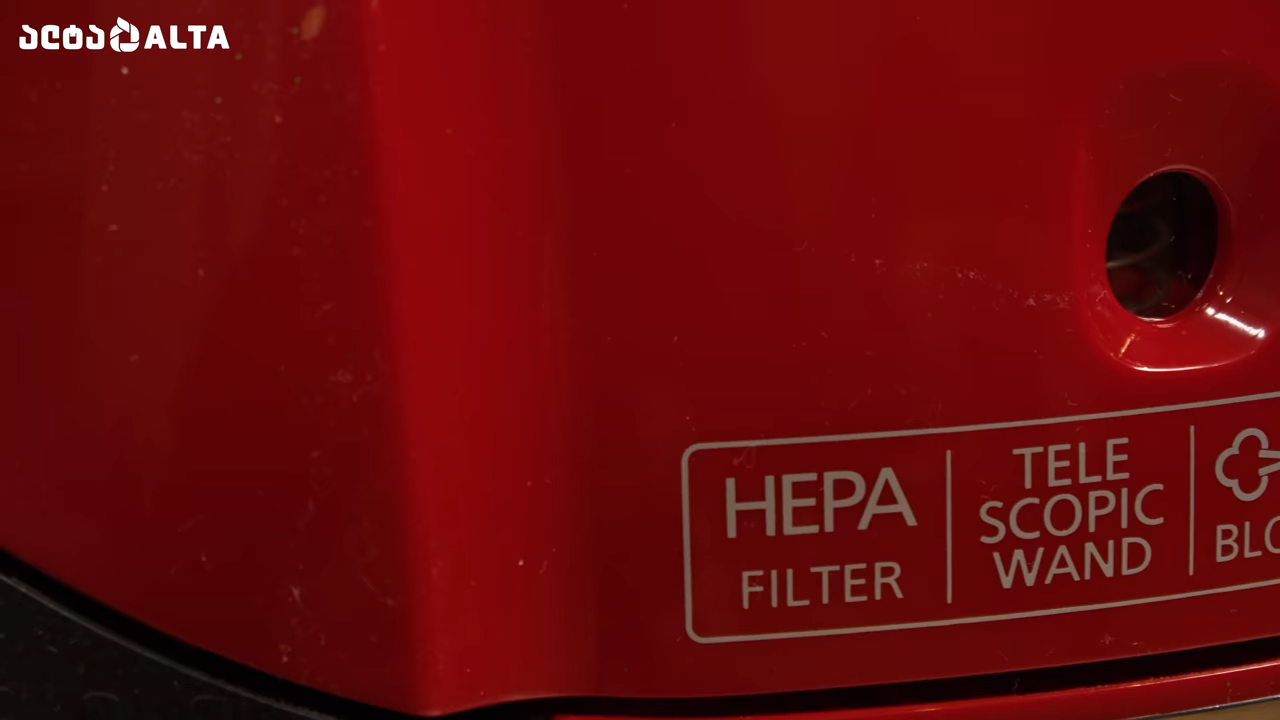 ალტა ALTA
HEPA
FILTER
TELE
SCOPIC
WAND